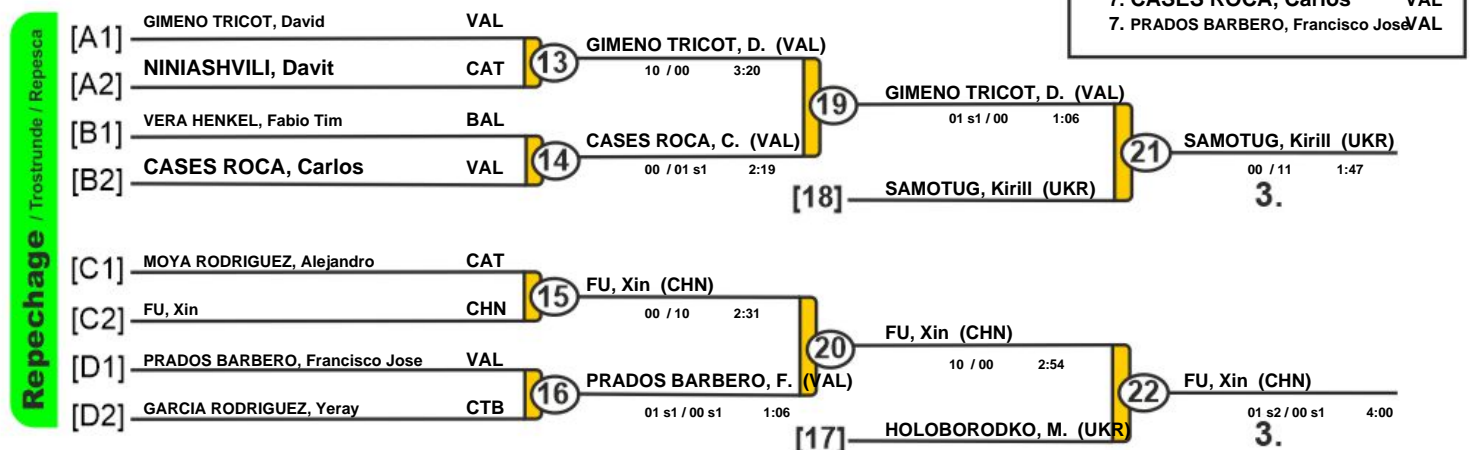 7. CASES ROCA, Carlos VAL
7. PRADOS BARBERO, Francisco Jose VAL
Repechage / Trostrunde / Repesca
[A1] GIMENO TRICOT, David VAL
[A2] NINIASHVILI, Davit CAT
13 GIMENO TRICOT, D. (VAL)
10 / 00 3:20
[B1] VERA HENKEL, Fabio Tim BAL
[B2] CASES ROCA, Carlos VAL
14 CASES ROCA, C. (VAL)
00 / 01 s1 2:19
19 GIMENO TRICOT, D. (VAL)
01 s1 / 00 1:06
[18] SAMOTUG, Kirill (UKR)
21 SAMOTUG, Kirill (UKR)
00 / 11 1:47
3.
[C1] MOYA RODRIGUEZ, Alejandro CAT
[C2] FU, Xin CHN
15 FU, Xin (CHN)
00 / 10 2:31
[D1] PRADOS BARBERO, Francisco Jose VAL
[D2] GARCIA RODRIGUEZ, Yeray CTB
16 PRADOS BARBERO, F. (VAL)
01 s1 / 00 s1 1:06
20 FU, Xin (CHN)
10 / 00 2:54
[17] HOLOBORODKO, M. (UKR)
22 FU, Xin (CHN)
01 s2 / 00 s1 4:00
3.